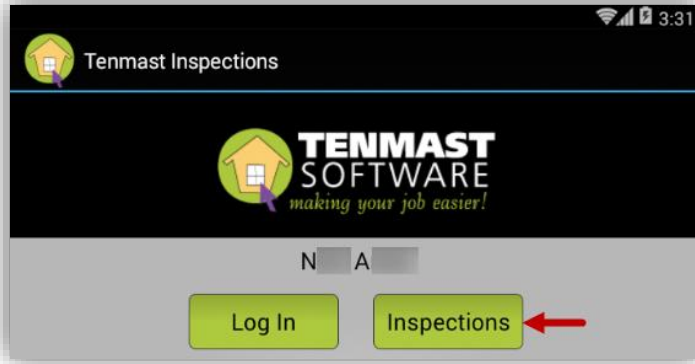 3:31
Tenmast Inspections
TENMAST
SOFTWARE
making your job easier!
N A
Log In
Inspections